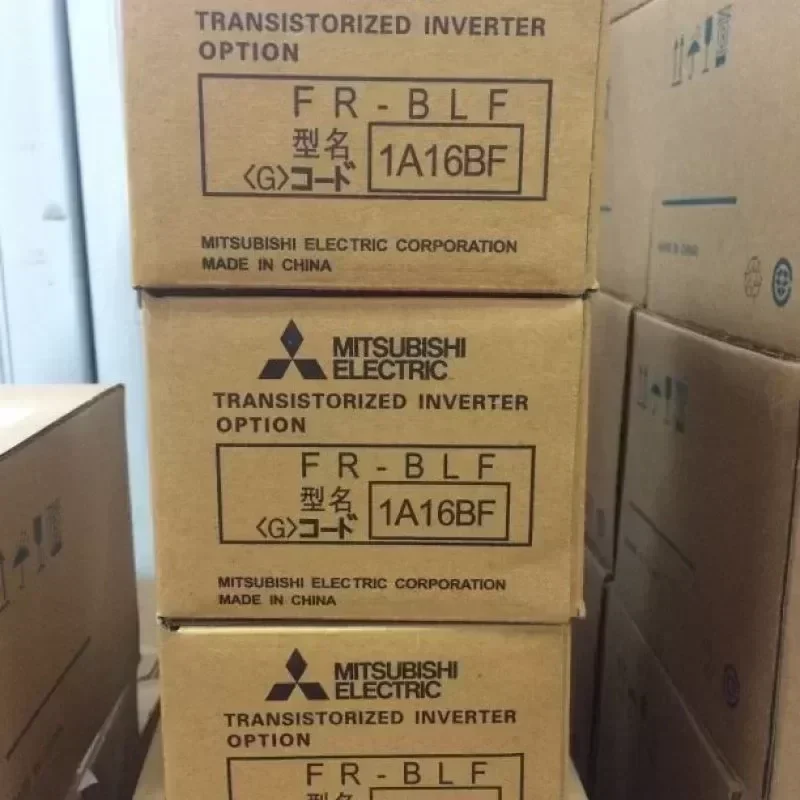 TRANSISTORIZED INVERTER
OPTION
FR-BLF
型名
〈G〉コード
1A16BF
MITSUBISHI ELECTRIC CORPORATION
MADE IN CHINA
MITSUBISHI
ELECTRIC
TRANSISTORIZED INVERTER
OPTION
FR-BLF
型名
〈G〉コード
1A16BF
MITSUBISHI ELECTRIC CORPORATION
MADE IN CHINA
MITSUBISHI
ELECTRIC
TRANSISTORIZED INVERTER
OPTION
FR-BLF
型名